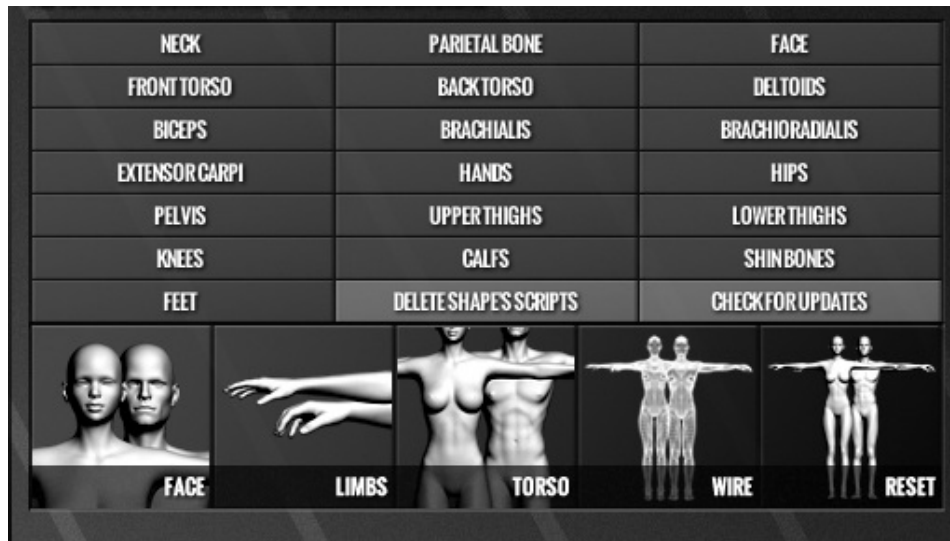 NECK PARIETAL BONE FACE
FRONT TORSO BACK TORSO DELTOIDS
BICEPS BRACHIALIS BRACHIORADIALIS
EXTENSOR CARPI HANDS HIPS
PELVIS UPPER THIGHS LOWER THIGHS
KNEES CALFS SHIN BONES
FEET DELETE SHAPE'S SCRIPTS CHECK FOR UPDATES
FACE LIMBS TORSO WIRE RESET